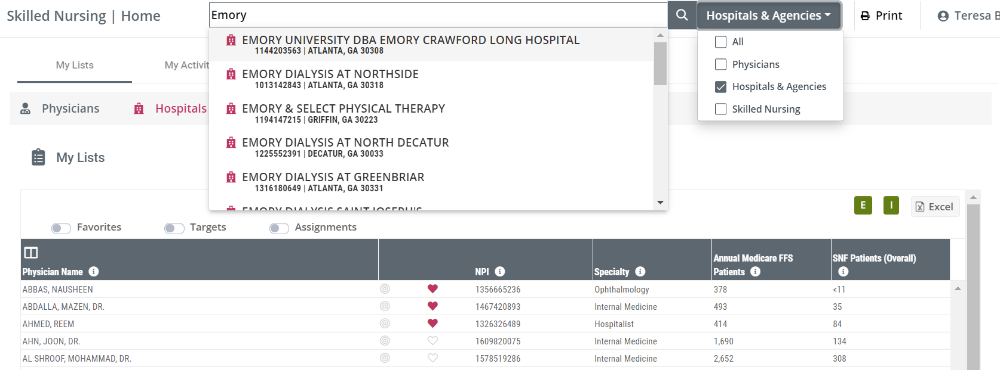 Skilled Nursing | Home
Emory
Hospitals & Agencies
Print
Teresa B
EMORY UNIVERSITY DBA EMORY CRAWFORD LONG HOSPITAL
1144203563 | ATLANTA, GA 30308
EMORY DIALYSIS AT NORTHSIDE
1013142843 | ATLANTA, GA 30318
EMORY & SELECT PHYSICAL THERAPY
1194147215 | GRIFFIN, GA 30223
EMORY DIALYSIS AT NORTH DECATUR
1225552391 | DECATUR, GA 30033
EMORY DIALYSIS AT GREENBRIAR
1316180649 | ATLANTA, GA 30331
EMORY DIALYSIS SAINT JOSEPH'S
All
Physicians
Hospitals & Agencies
Skilled Nursing
My Lists
My Activit
Physicians
Hospitals
My Lists
E
I
Excel
Favorites
Targets
Assignments
Physician Name
NPI
Specialty
Annual Medicare FFS
Patients
SNF Patients (Overall)
ABBAS, NAUSHEEN 1356665236 Ophthalmology 378 <11
ABDALLA, MAZEN, DR. 1467420893 Internal Medicine 493 35
AHMED, REEM 1326326489 Hospitalist 414 84
AHN, JOON, DR. 1609820075 Internal Medicine 1,690 134
AL SHROOF, MOHAMMAD, DR. 1578519286 Internal Medicine 2,652 308